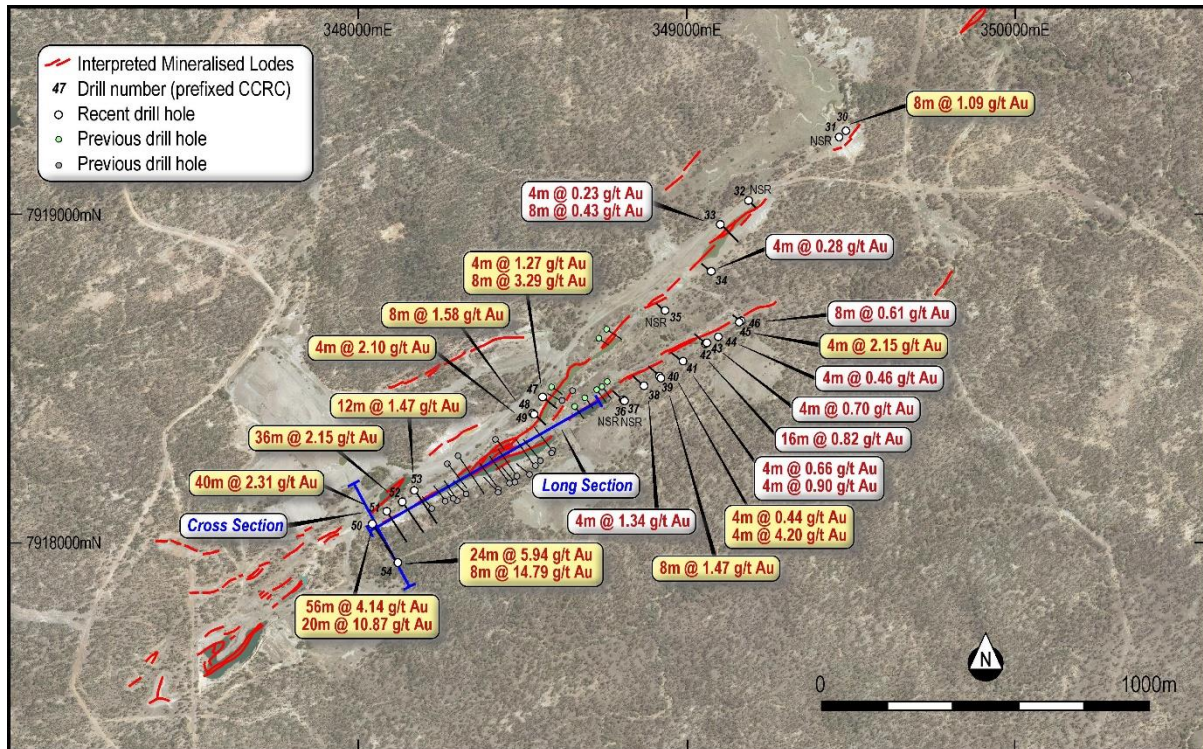 348000mE
349000mE
350000mE
7919000mN
7918000mN
Interpreted Mineralised Lodes
47 Drill number (prefixed CCRC)
Recent drill hole
Previous drill hole
Previous drill hole
8m @ 1.09 g/t Au
30
31
NSR
32 NSR
4m @ 0.23 g/t Au
8m @ 0.43 g/t Au
33
4m @ 0.28 g/t Au
34
4m @ 1.27 g/t Au
8m @ 3.29 g/t Au
35
NSR
8m @ 1.58 g/t Au
46
8m @ 0.61 g/t Au
45
4m @ 2.15 g/t Au
4m @ 2.10 g/t Au
44
43
42
4m @ 0.46 g/t Au
41
40
39
38
47
48
49
37
36
NSR NSR
4m @ 0.70 g/t Au
12m @ 1.47 g/t Au
16m @ 0.82 g/t Au
36m @ 2.15 g/t Au
4m @ 0.66 g/t Au
4m @ 0.90 g/t Au
40m @ 2.31 g/t Au
53
52
51
50
Long Section
Cross Section
4m @ 1.34 g/t Au
4m @ 0.44 g/t Au
4m @ 4.20 g/t Au
54
24m @ 5.94 g/t Au
8m @ 14.79 g/t Au
8m @ 1.47 g/t Au
56m @ 4.14 g/t Au
20m @ 10.87 g/t Au
N
0
1000m